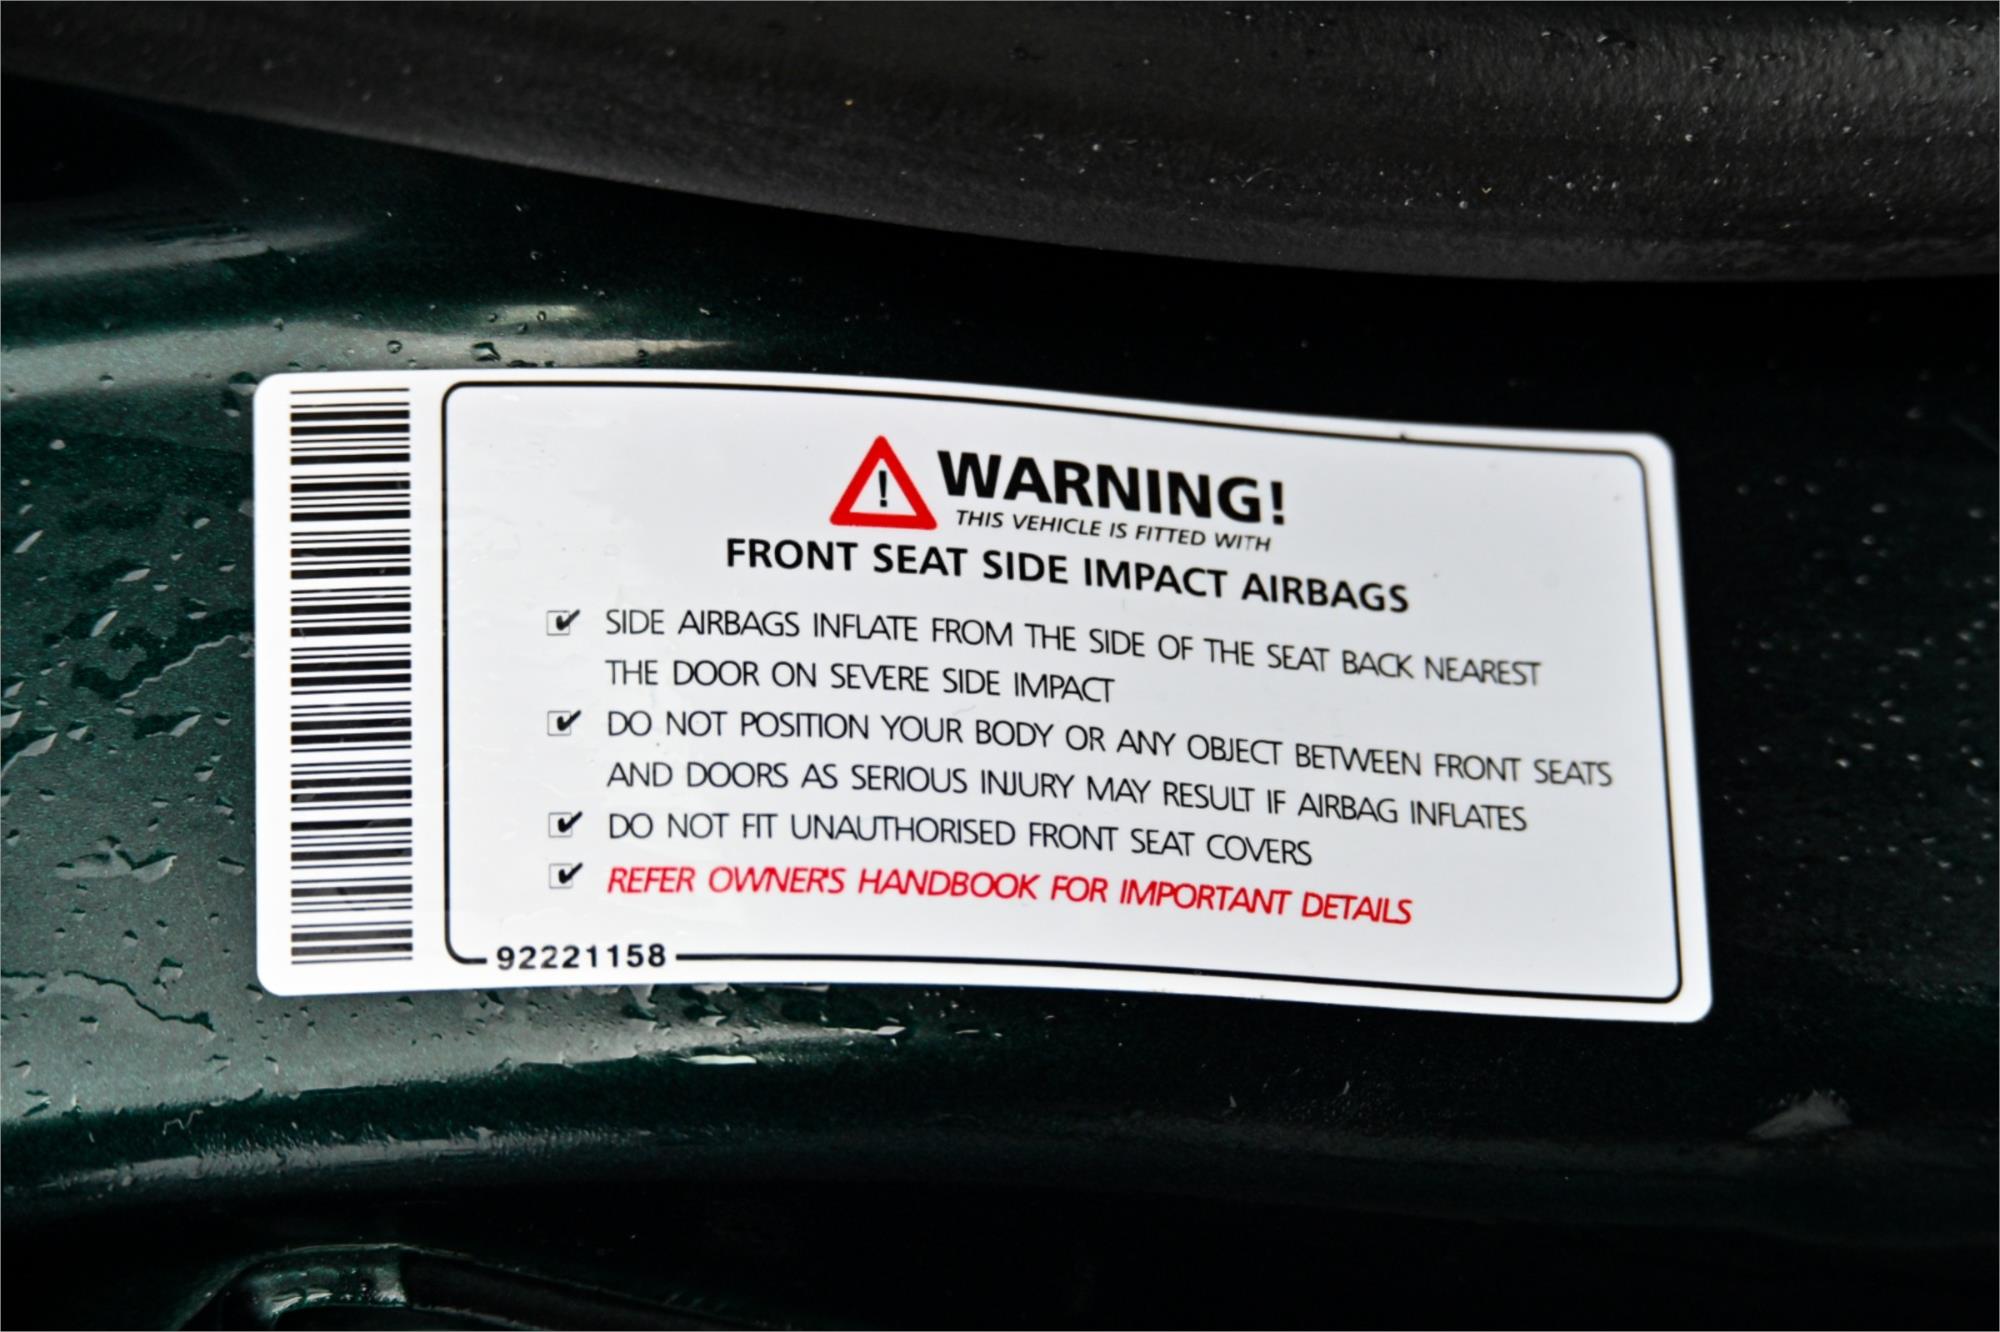 ! WARNING!
THIS VEHICLE IS FITTED WITH
FRONT SEAT SIDE IMPACT AIRBAGS
SIDE AIRBAGS INFLATE FROM THE SIDE OF THE SEAT BACK NEAREST
THE DOOR ON SEVERE SIDE IMPACT
DO NOT POSITION YOUR BODY OR ANY OBJECT BETWEEN FRONT SEATS
AND DOORS AS SERIOUS INJURY MAY RESULT IF AIRBAG INFLATES
DO NOT FIT UNAUTHORISED FRONT SEAT COVERS
REFER OWNER'S HANDBOOK FOR IMPORTANT DETAILS
92221158